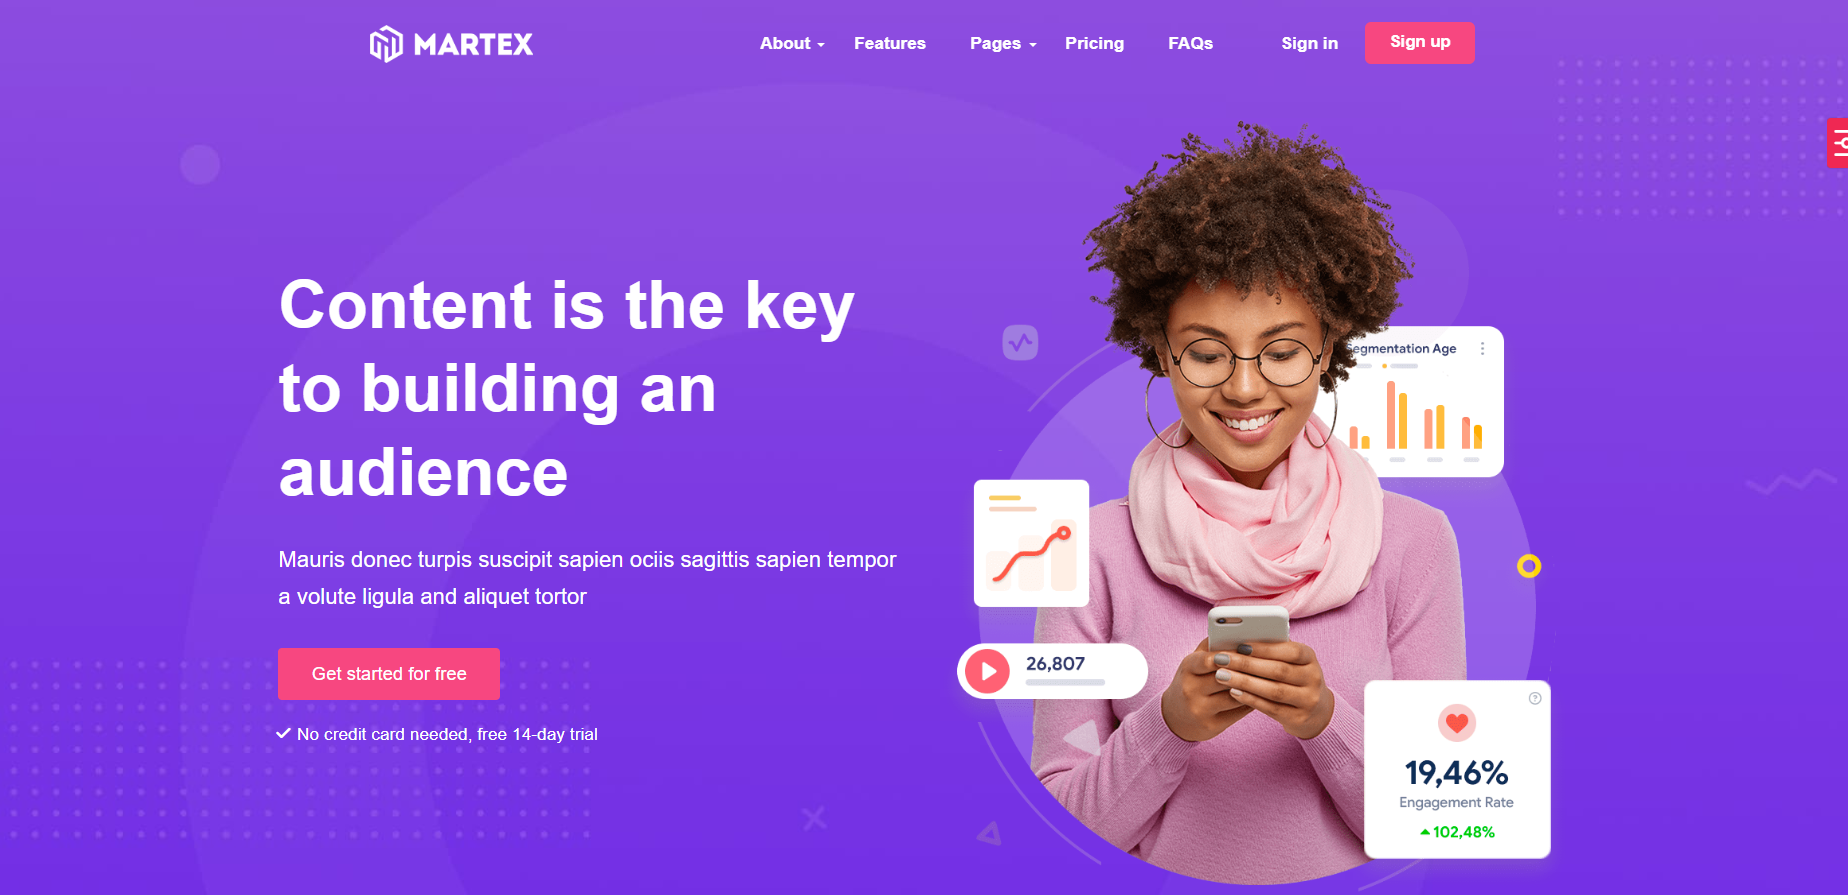 MARTEX
About
Features
Pages
Pricing
FAQs
Sign in
Sign up
Content is the key
to building an
audience
Mauris donec turpis suscipit sapien ociis sagittis sapien tempor
a volute ligula and aliquet tortor
Get started for free
No credit card needed, free 14-day trial
egmentation Age
26,807
19,46%
Engagement Rate
102,48%